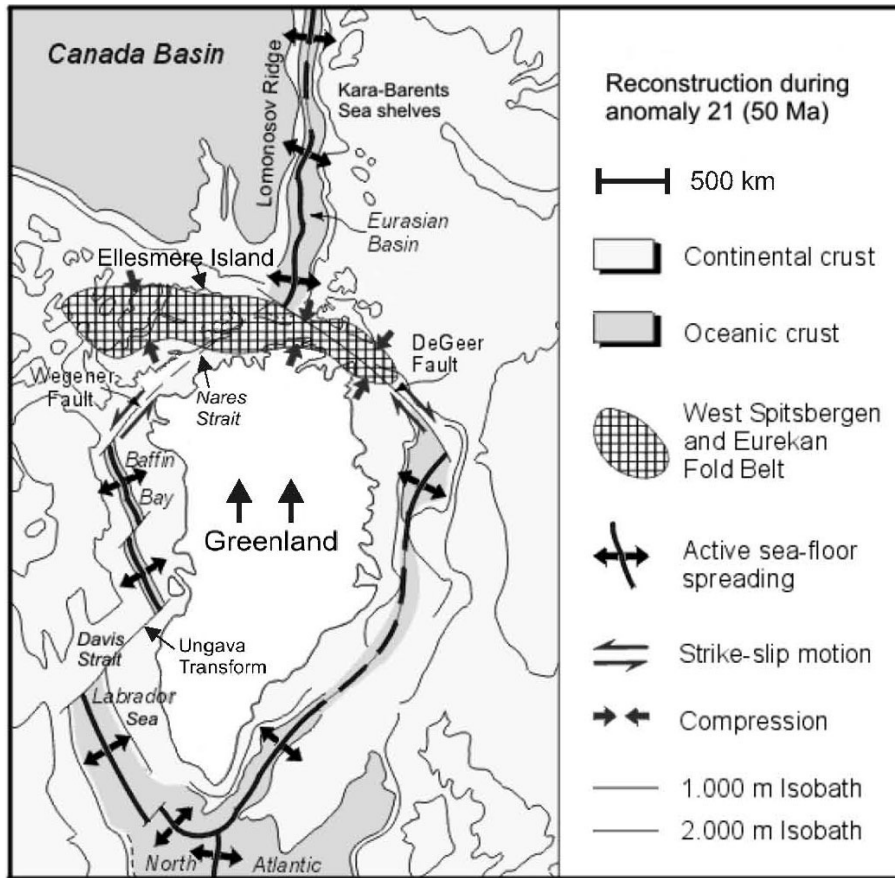 Canada Basin
Lomonosov Ridge
Kara-Barents
Sea shelves
Eurasian
Basin
Ellesmere Island
DeGeer
Fault
Wegener
Fault
Nares
Strait
Baffin
Bay
Greenland
Davis
Strait
Ungava
Transform
Labrador
Sea
North Atlantic
Reconstruction during
anomaly 21 (50 Ma)
500 km
Continental crust
Oceanic crust
West Spitsbergen
and Eurekan
Fold Belt
Active sea-floor
spreading
Strike-slip motion
Compression
1.000 m Isobath
2.000 m Isobath